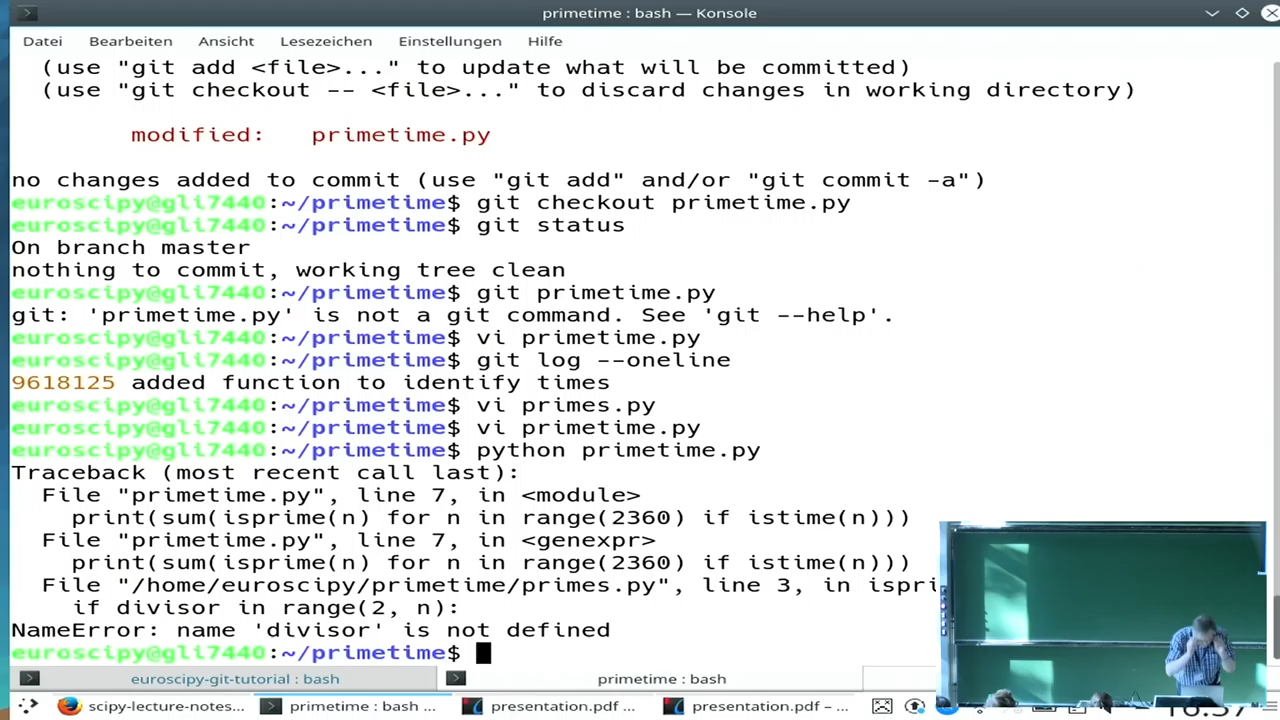 primetime : bash — Konsole
Datei Bearbeiten Ansicht Lesezeichen Einstellungen Hilfe
(use "git add <file>..." to update what will be committed)
(use "git checkout -- <file>..." to discard changes in working directory)
modified: primetime.py
no changes added to commit (use "git add" and/or "git commit -a")
euroscipy@gli7440:~/primetime$ git checkout primetime.py
euroscipy@gli7440:~/primetime$ git status
On branch master
nothing to commit, working tree clean
euroscipy@gli7440:~/primetime$ git primetime.py
git: 'primetime.py' is not a git command. See 'git --help'.
euroscipy@gli7440:~/primetime$ vi primetime.py
euroscipy@gli7440:~/primetime$ git log --oneline
9618125 added function to identify times
euroscipy@gli7440:~/primetime$ vi primes.py
euroscipy@gli7440:~/primetime$ vi primetime.py
euroscipy@gli7440:~/primetime$ python primetime.py
Traceback (most recent call last):
File "primetime.py", line 7, in <module>
print(sum(isprime(n) for n in range(2360) if istime(n)))
File "primetime.py", line 7, in <genexpr>
print(sum(isprime(n) for n in range(2360) if istime(n)))
File "/home/euroscipy/primetime/primes.py", line 3, in ispri
if divisor in range(2, n):
NameError: name 'divisor' is not defined
euroscipy@gli7440:~/primetime$
euroscipy-git-tutorial : bash primetime : bash
scipy-lecture-notes... primetime : bash ... presentation.pdf ... presentation.pdf – ...